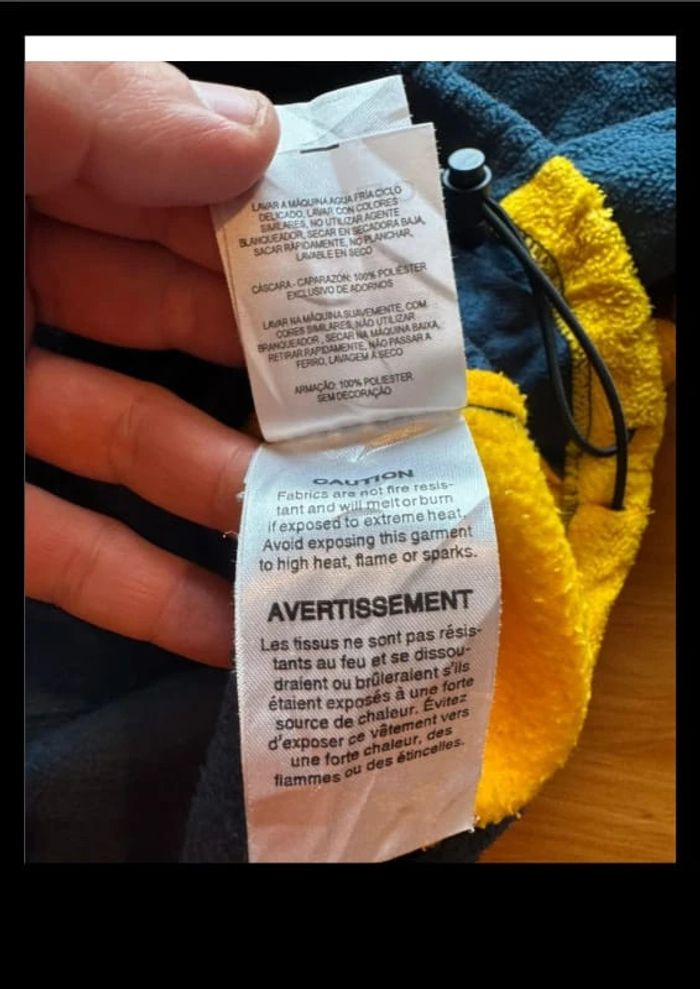 LAVAR A MÁQUINA AGUA FRIA CICLO
DELICADO, LAVAR CON COLORES
SIMILARES, NO UTILIZAR AGENTE
BLANQUEADOR, SECAR EN SECADORA BAJA,
SACAR RÁPIDAMENTE, NO PLANCHAR,
LAVABLE EN SECO
CÁSCARA - CAPARAZÓN: 100% POLIÉSTER
EXCLUSIVO DE ADORNOS
LAVAR NA MÁQUINA SUAVEMENTE, COM
CORES SIMILARES, NÃO UTILIZAR
BRANQUEADOR, SECAR NA MÁQUINA BAIXA,
RETIRAR RAPIDAMENTE, NÃO PASSAR A
FERRO, LAVAGEM A SECO
ARMAÇÃO: 100% POLIESTER
SEM DECORAÇÃO
CAUTION
Fabrics are not fire resis-
tant and will melt or burn
if exposed to extreme heat.
Avoid exposing this garment
to high heat, flame or sparks.
AVERTISSEMENT
Les tissus ne sont pas résis-
tants au feu et se dissou-
draient ou brûleraient s'ils
étaient exposés à une forte
source de chaleur. Évitez
d'exposer ce vêtement vers
une forte chaleur, des
flammes ou des étincelles.